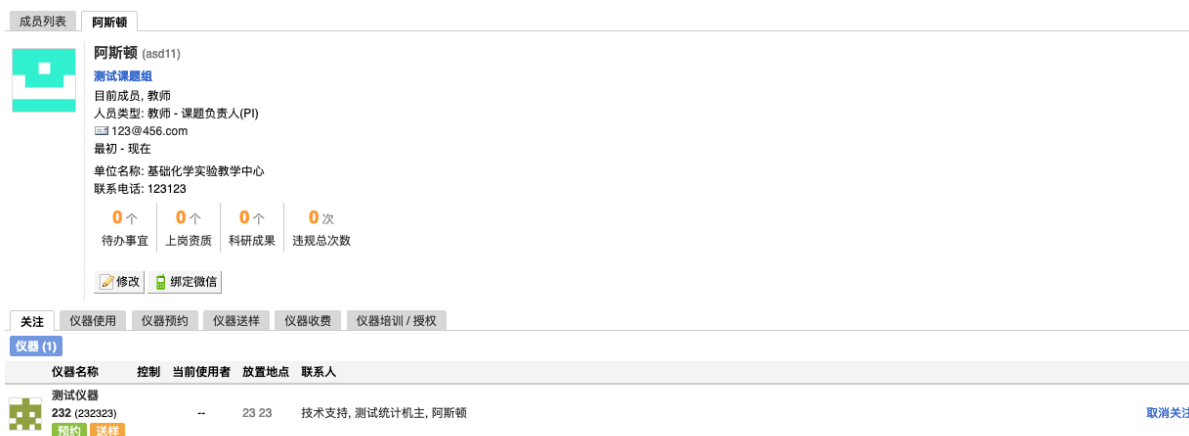 成员列表 阿斯顿
阿斯顿 (asd11)
测试课题组
目前成员, 教师
人员类型: 教师 - 课题负责人(PI)
123@456.com
最初 - 现在
单位名称: 基础化学实验教学中心
联系电话: 123123
0 个 0 个 0 个 0 次
待办事宜 上岗资质 科研成果 违规总次数
修改 绑定微信
关注 仪器使用 仪器预约 仪器送样 仪器收费 仪器培训 / 授权
仪器 (1)
仪器名称 控制 当前使用者 放置地点 联系人
测试仪器
232 (232323) -- 23 23 技术支持, 测试统计机主, 阿斯顿 取消关注
预约 送样